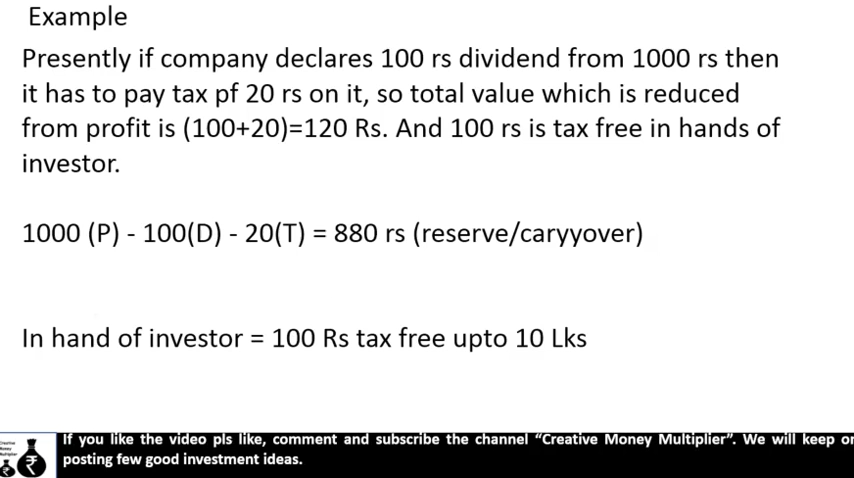 Example
Presently if company declares 100 rs dividend from 1000 rs then
it has to pay tax pf 20 rs on it, so total value which is reduced
from profit is (100+20)=120 Rs. And 100 rs is tax free in hands of
investor.
1000 (P) - 100(D) - 20(T) = 880 rs (reserve/caryyover)
In hand of investor = 100 Rs tax free upto 10 Lks
Creative
Money
Multiplier
If you like the video pls like, comment and subscribe the channel “Creative Money Multiplier”. We will keep on
posting few good investment ideas.